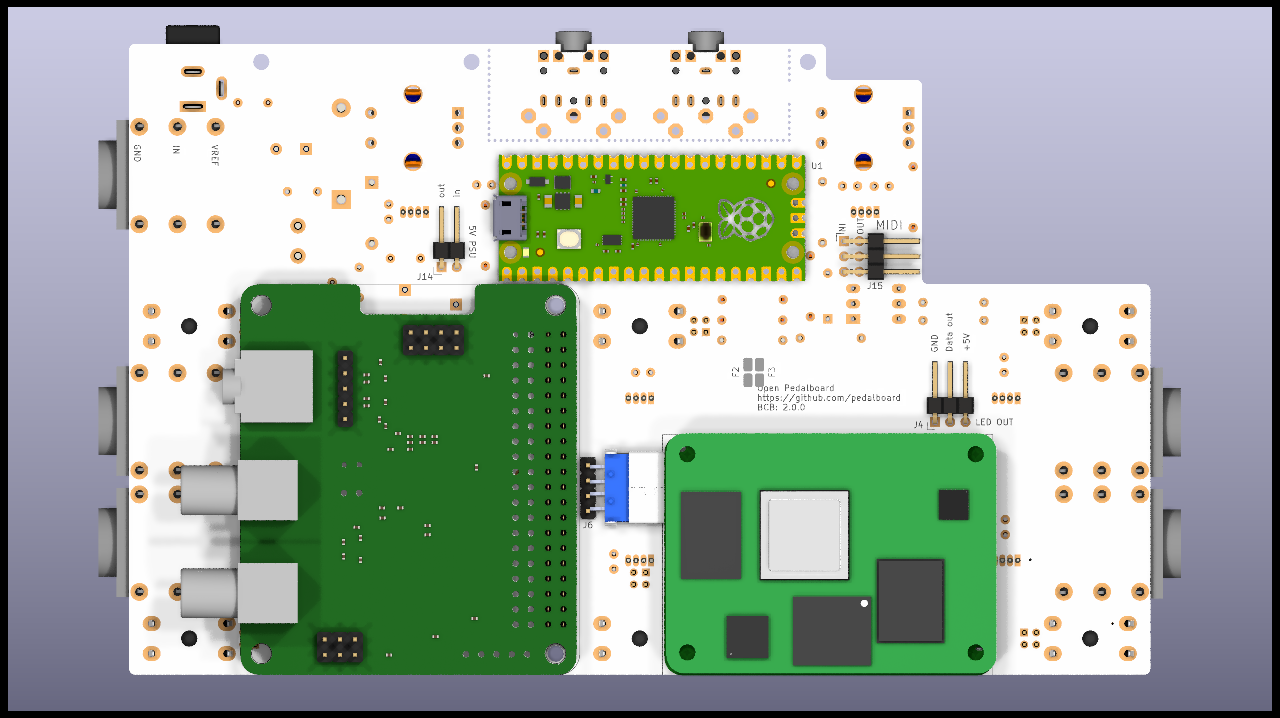 GND
IN
VREF
out
in
5V PSU
J14
U1
IN
OUT
MIDI
J15
F2
F3
Open Pedalboard
https://github.com/pedalboard
BCB: 2.0.0
GND
Data out
+5V
J4
LED OUT
J6